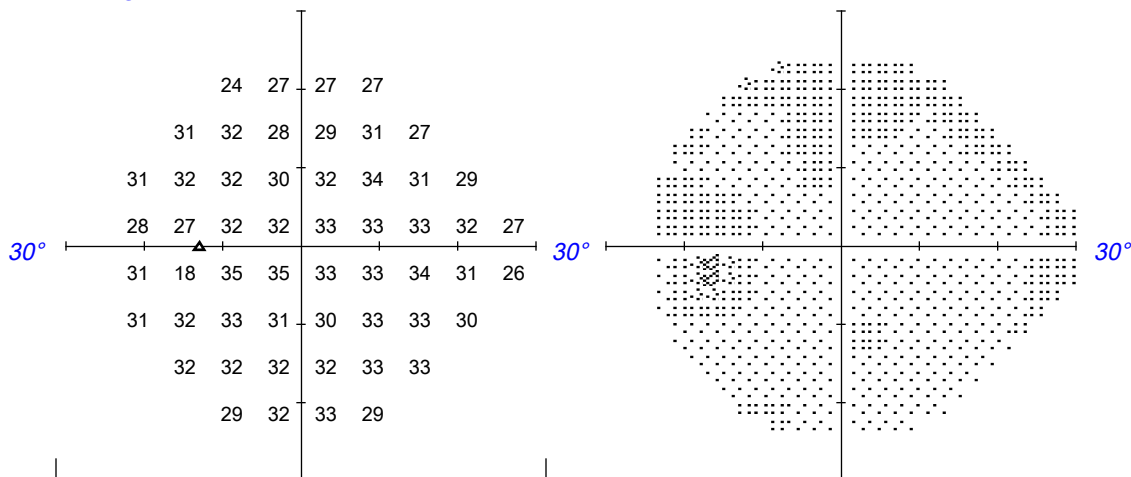 24 27 27 27
31 32 28 29 31 27
31 32 32 30 32 34 31 29
28 27 32 32 33 33 33 32 27
30° 30° 30°
31 18 35 35 33 33 34 31 26
31 32 33 31 30 33 33 30
32 32 32 32 33 33
29 32 33 29